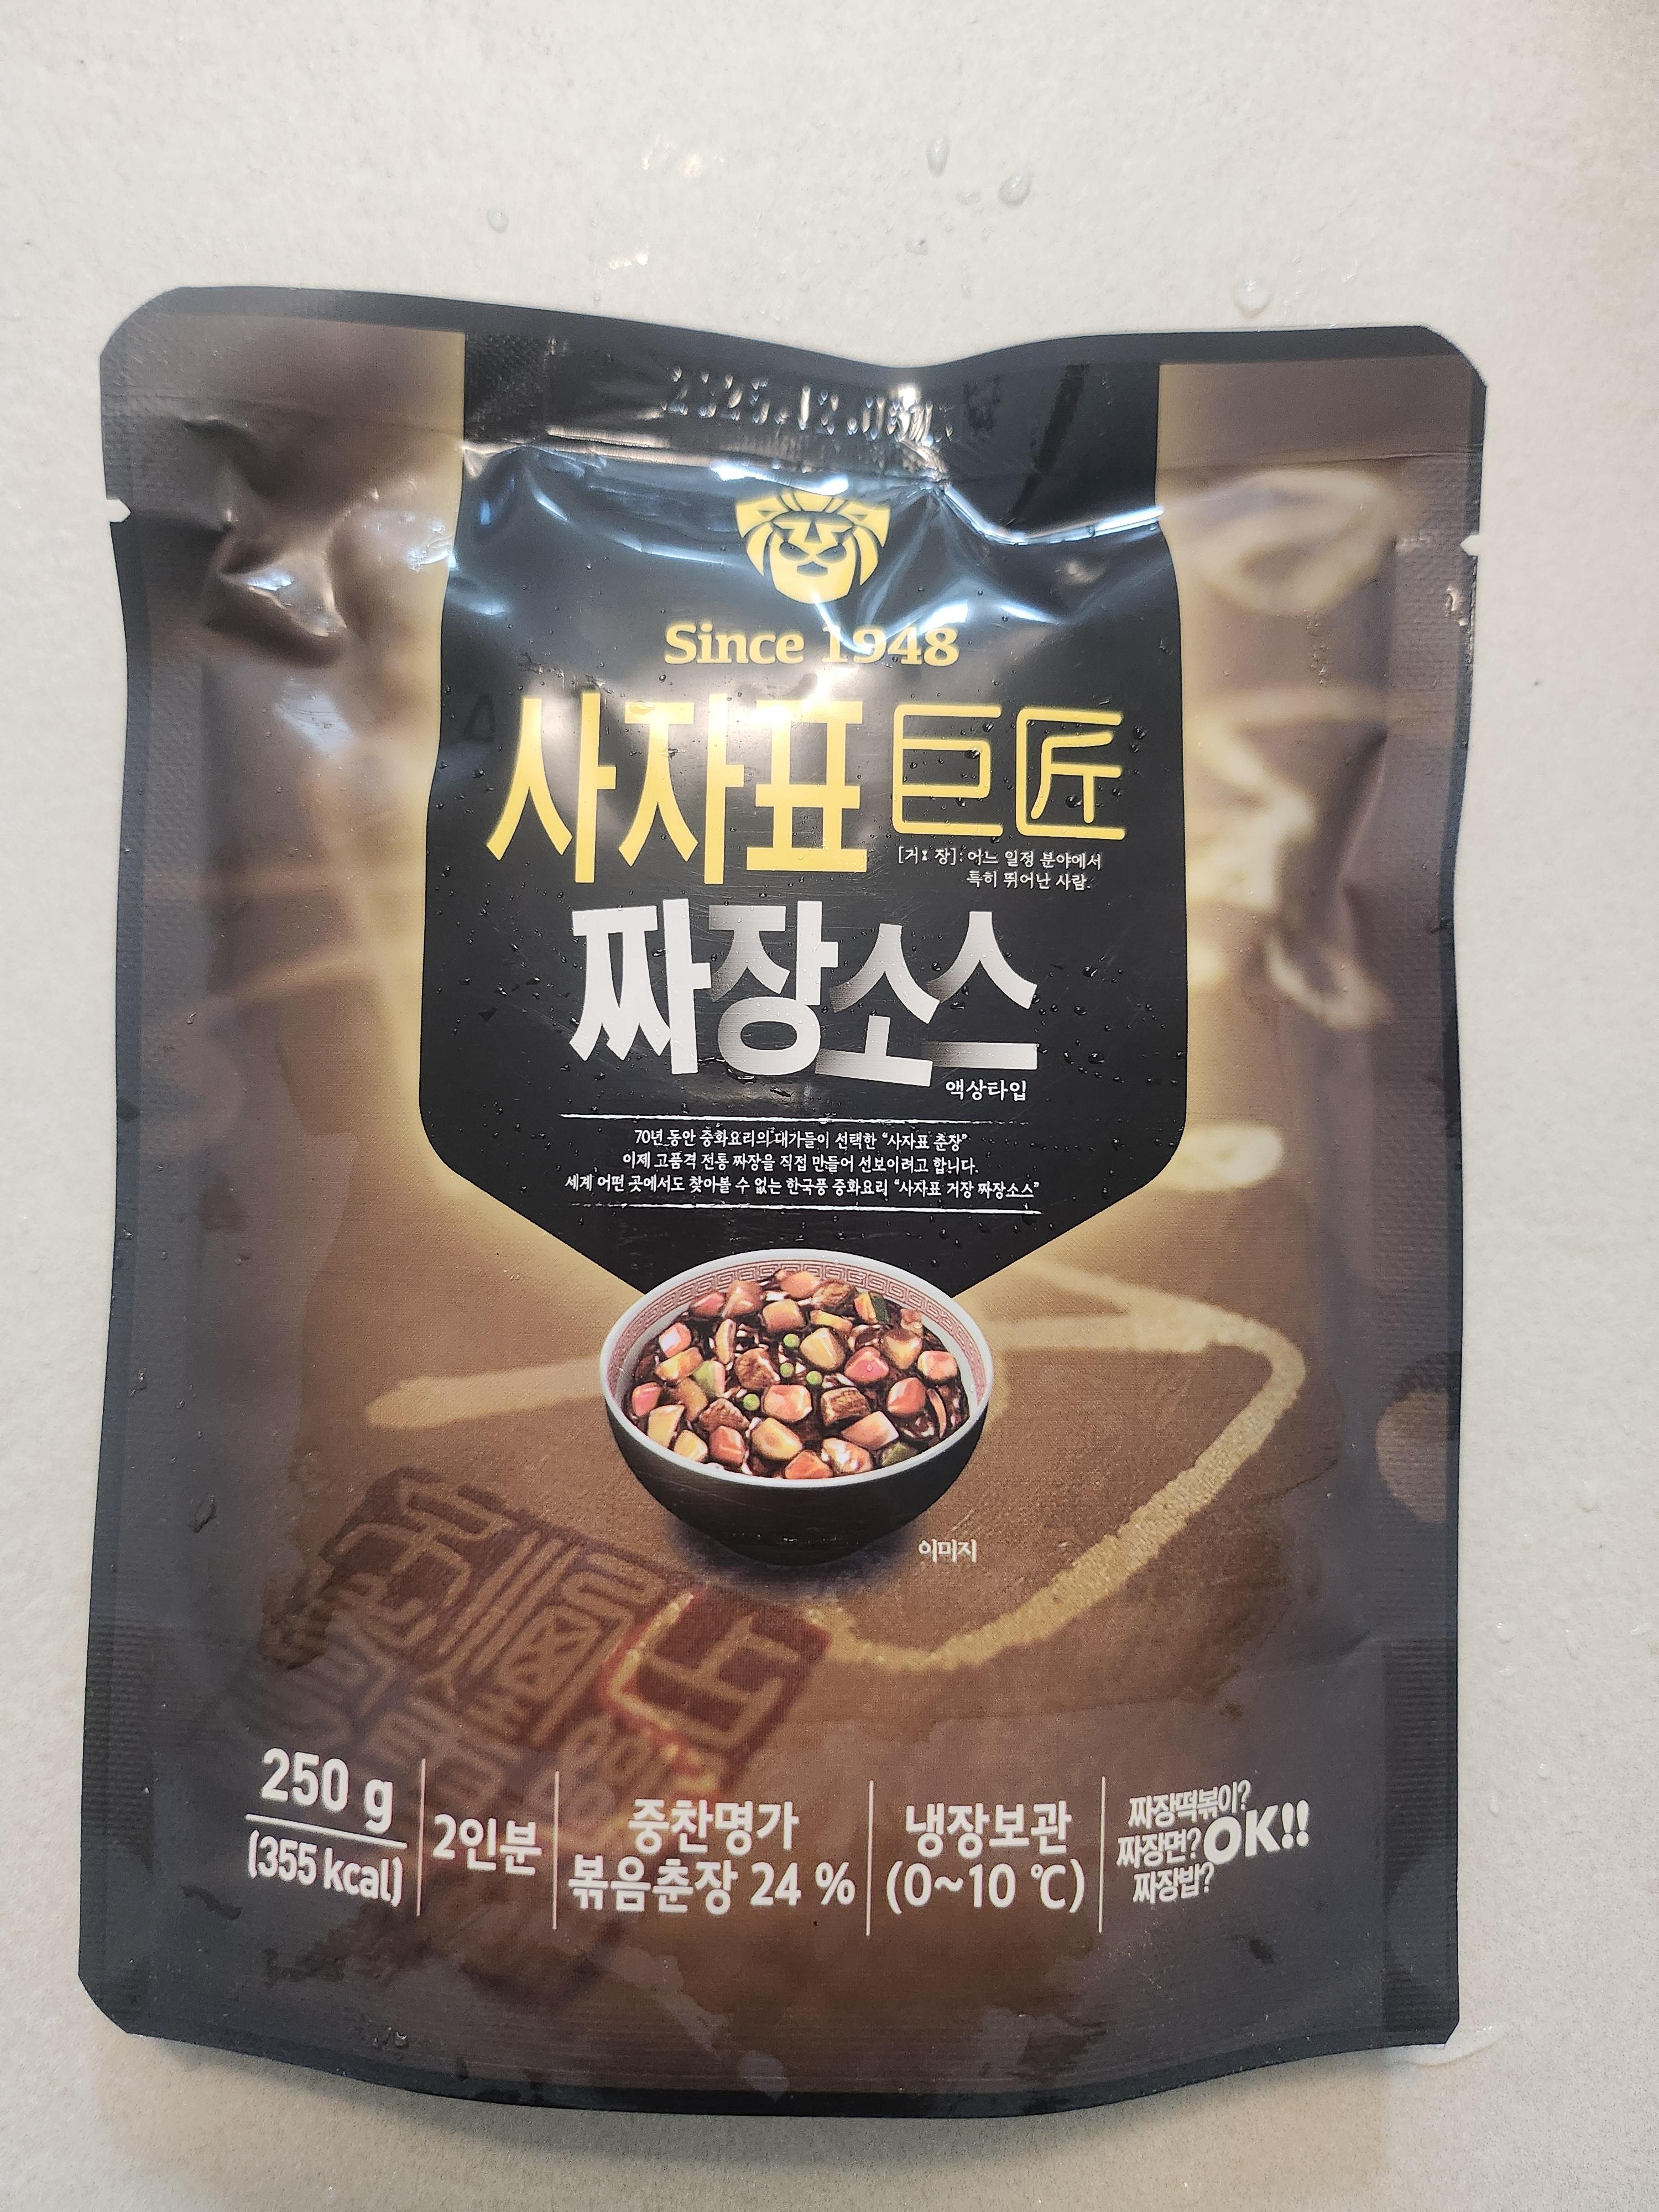 Since 1948
사자표 巨匠
[거: 장]: 어느 일정 분야에서
특히 뛰어난 사람.
짜장소스
액상타입
70년 동안 중화요리의 대가들이 선택한 "사자표 춘장"
이제 고품격 전통 짜장을 직접 만들어 선보이려고 합니다.
세계 어떤 곳에서도 찾아볼 수 없는 한국풍 중화요리 "사자표 거장 짜장소스"
이미지
250 g
(355 kcal)
2인분
중찬명가
볶음춘장 24 %
냉장보관
(0~10 ℃)
짜장떡볶이?
짜장면? OK!!
짜장밥?